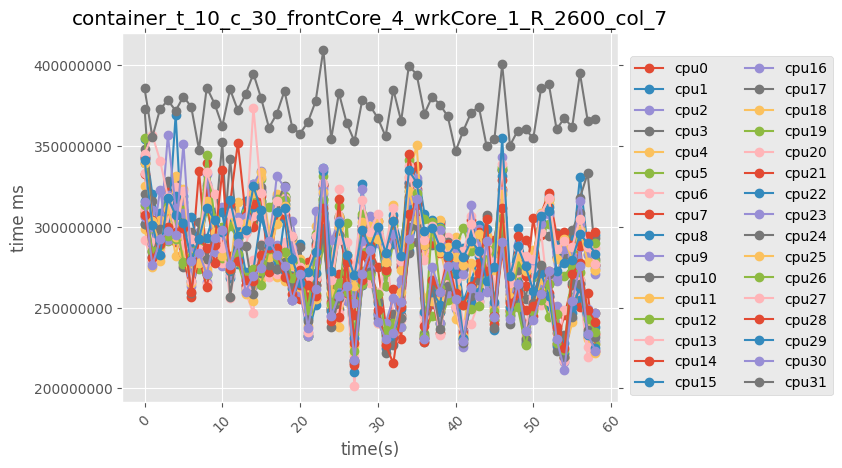 container_t_10_c_30_frontCore_4_wrkCore_1_R_2600_col_7
time ms
400000000
350000000
300000000
250000000
200000000
0
10
20
30
40
50
60
time(s)
cpu0
cpu1
cpu2
cpu3
cpu4
cpu5
cpu6
cpu7
cpu8
cpu9
cpu10
cpu11
cpu12
cpu13
cpu14
cpu15
cpu16
cpu17
cpu18
cpu19
cpu20
cpu21
cpu22
cpu23
cpu24
cpu25
cpu26
cpu27
cpu28
cpu29
cpu30
cpu31